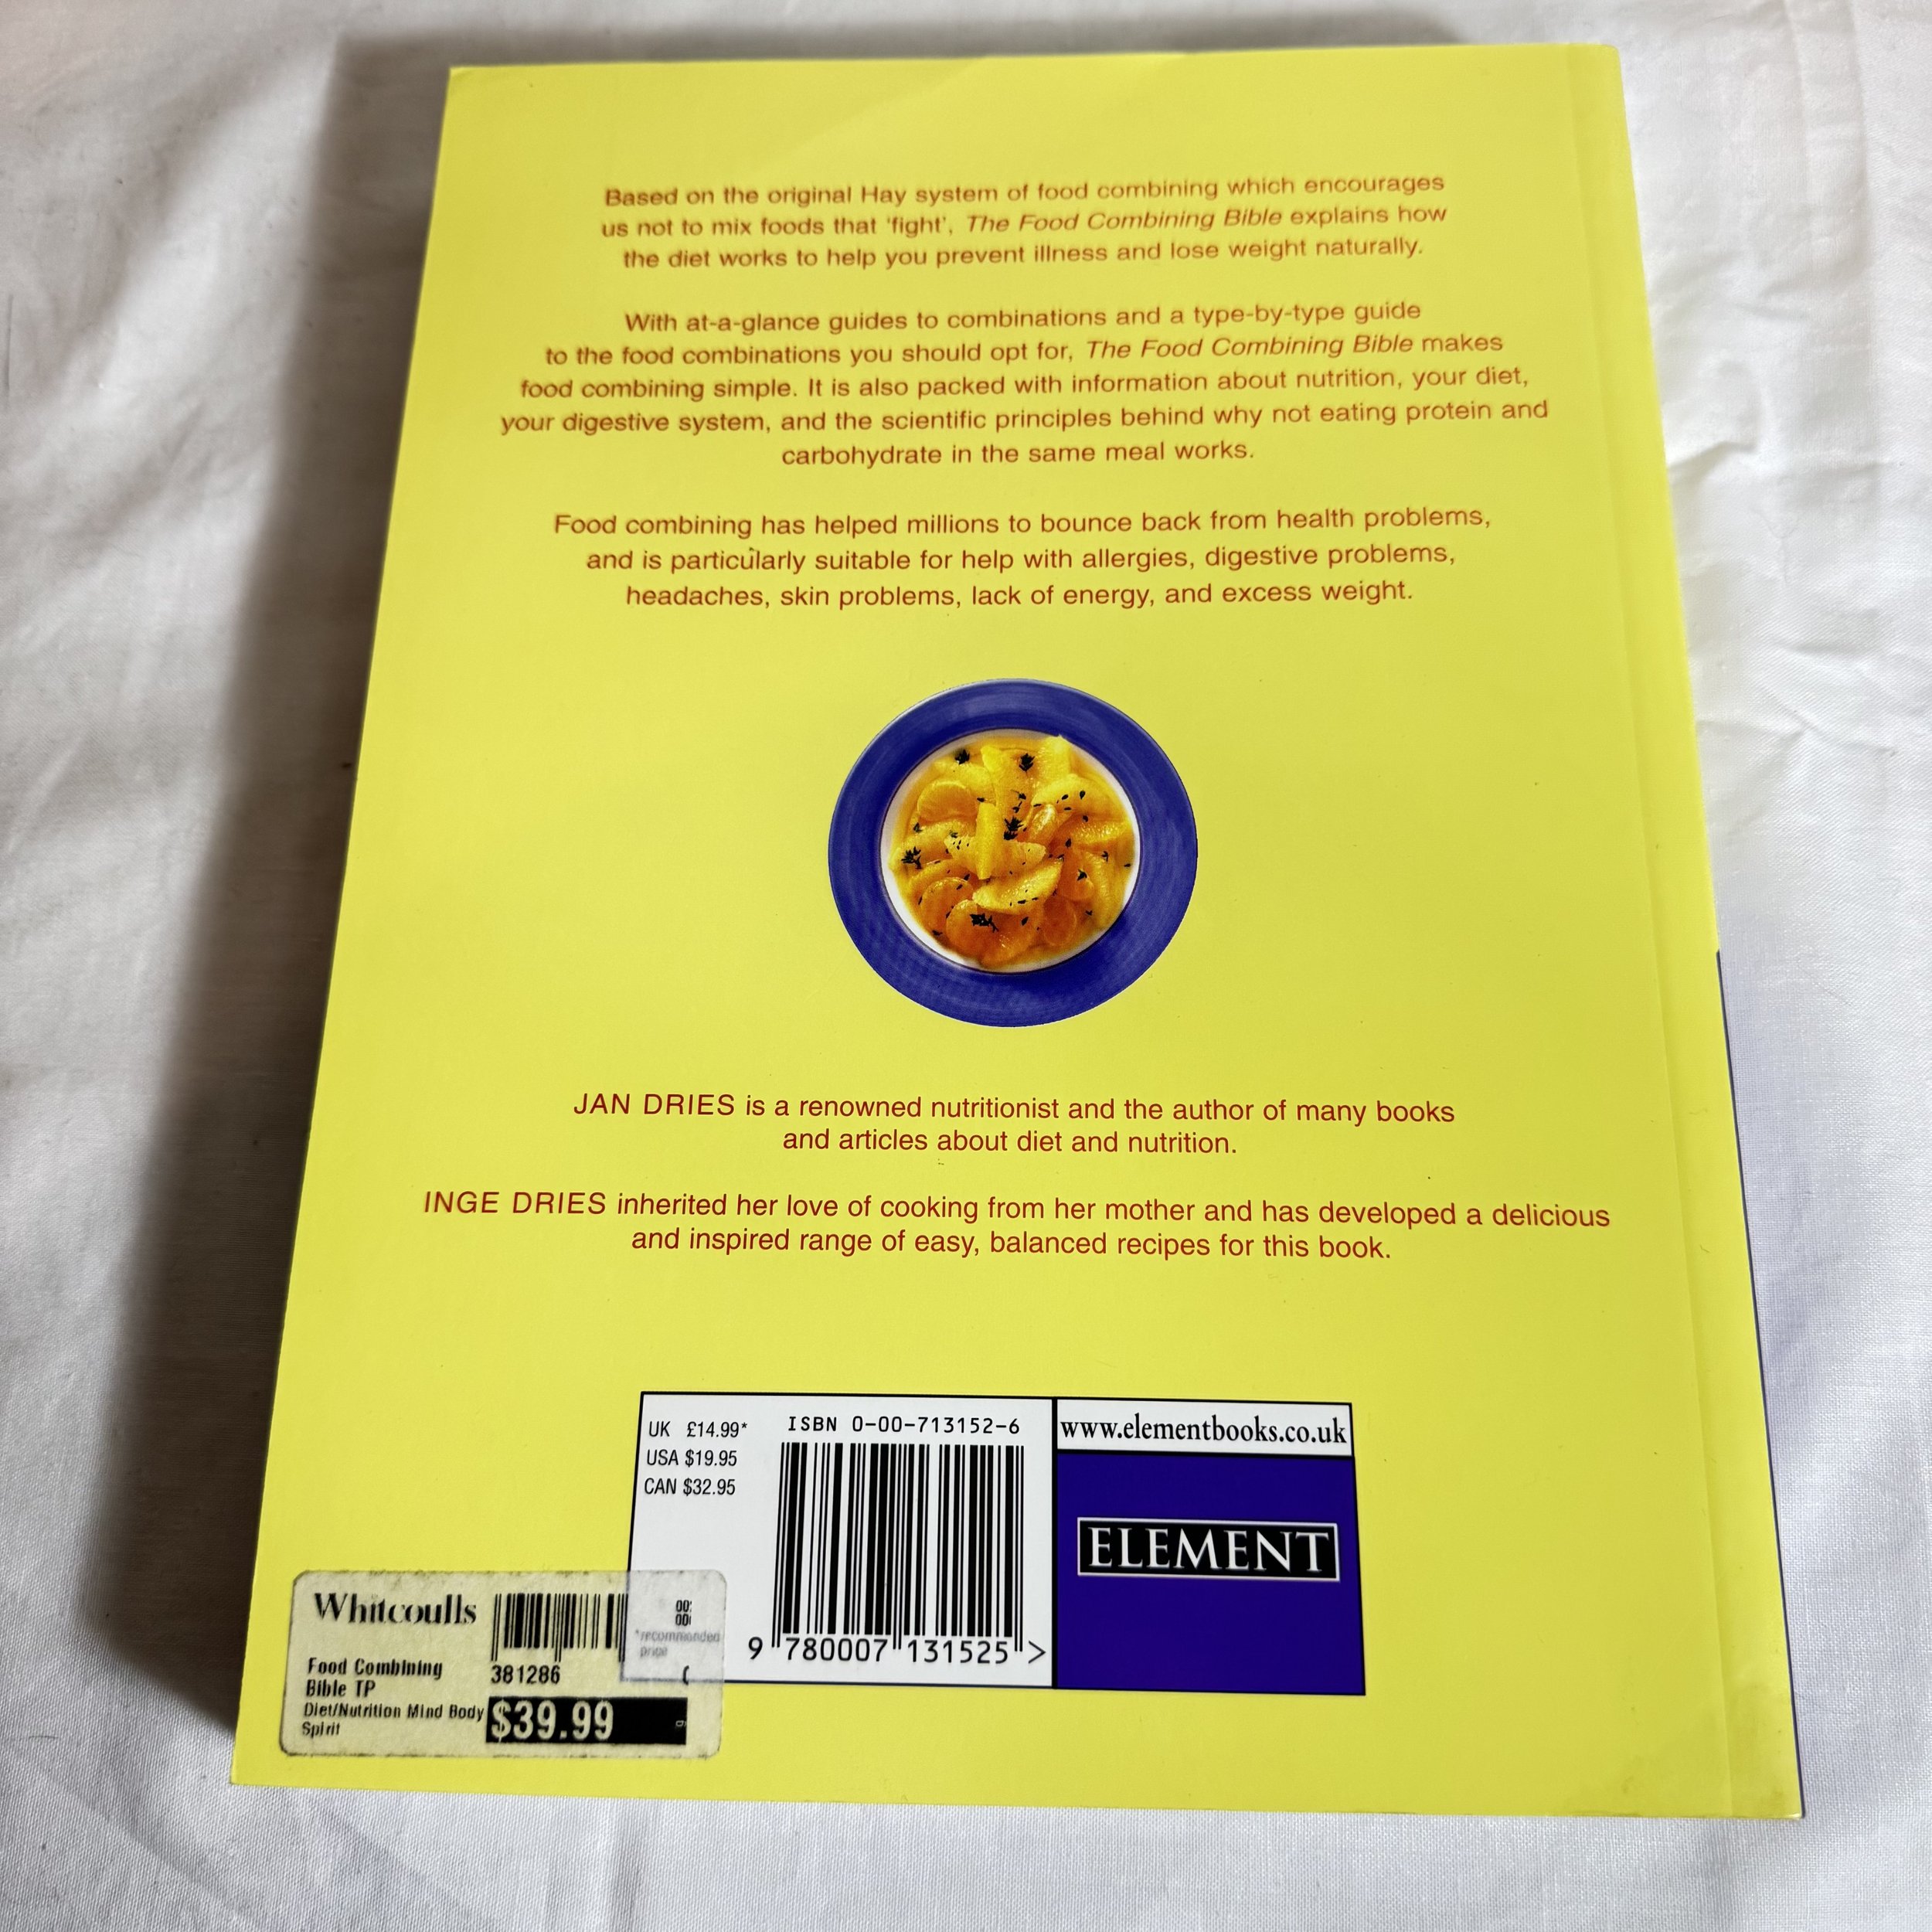 Based on the original Hay system of food combining which encourages
us not to mix foods that 'fight', The Food Combining Bible explains how
the diet works to help you prevent illness and lose weight naturally.
With at-a-glance guides to combinations and a type-by-type guide
to the food combinations you should opt for, The Food Combining Bible makes
food combining simple. It is also packed with information about nutrition, your diet,
your digestive system, and the scientific principles behind why not eating protein and
carbohydrate in the same meal works.
Food combining has helped millions to bounce back from health problems,
and is particularly suitable for help with allergies, digestive problems,
headaches, skin problems, lack of energy, and excess weight.
JAN DRIES is a renowned nutritionist and the author of many books
and articles about diet and nutrition.
INGE DRIES inherited her love of cooking from her mother and has developed a delicious
and inspired range of easy, balanced recipes for this book.
UK £14.99*
USA $19.95
CAN $32.95
ISBN 0-00-713152-6
9 780007 131525 >
www.elementbooks.co.uk
ELEMENT
*recommended
price
Whitcoulls
Food Combining
Bible TP
Diet/Nutrition Mind Body
Spirit
381286
$39.99